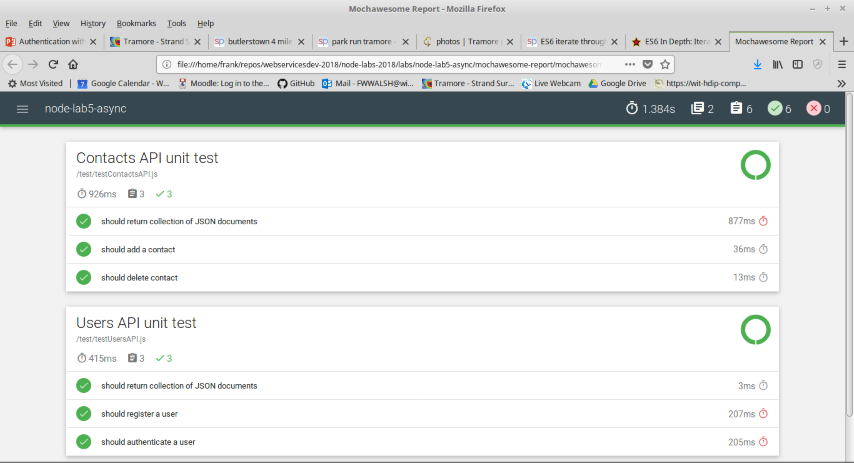 Mochawesome Report - Mozilla Firefox
File Edit View History Bookmarks Tools Help
Authentication wit
Tramore - Strand S
butlerstown 4 mile
park run tramore -
photos | Tramore
ES6 iterate throug
ES6 In Depth: Itera
Mochawesome Report
file:///home/frank/repos/webservicesdev-2018/node-labs-2018/labs/node-lab5-async/mochawesome-report/mochawesom
Most Visited
Google Calendar - W...
Moodle: Log in to the...
GitHub
Mail - FWWALSH@wi...
Tramore - Strand Sur...
Live Webcam
Google Drive
https://wit-hdip-comp...
node-lab5-async
1.384s 2 6 6 0
Contacts API unit test
/test/testContactsAPI.js
926ms 3 3
should return collection of JSON documents 877ms
should add a contact 36ms
should delete contact 13ms
Users API unit test
/test/testUsersAPI.js
415ms 3 3
should return collection of JSON documents 3ms
should register a user 207ms
should authenticate a user 205ms